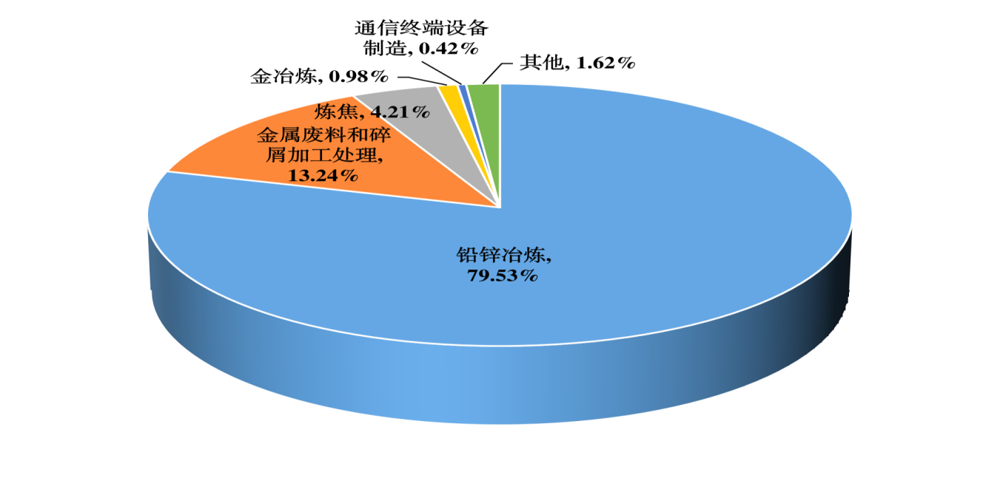 通信终端设备
制造, 0.42%
其他, 1.62%
金冶炼, 0.98%
炼焦, 4.21%
金属废料和碎
屑加工处理,
13.24%
铅锌冶炼,
79.53%